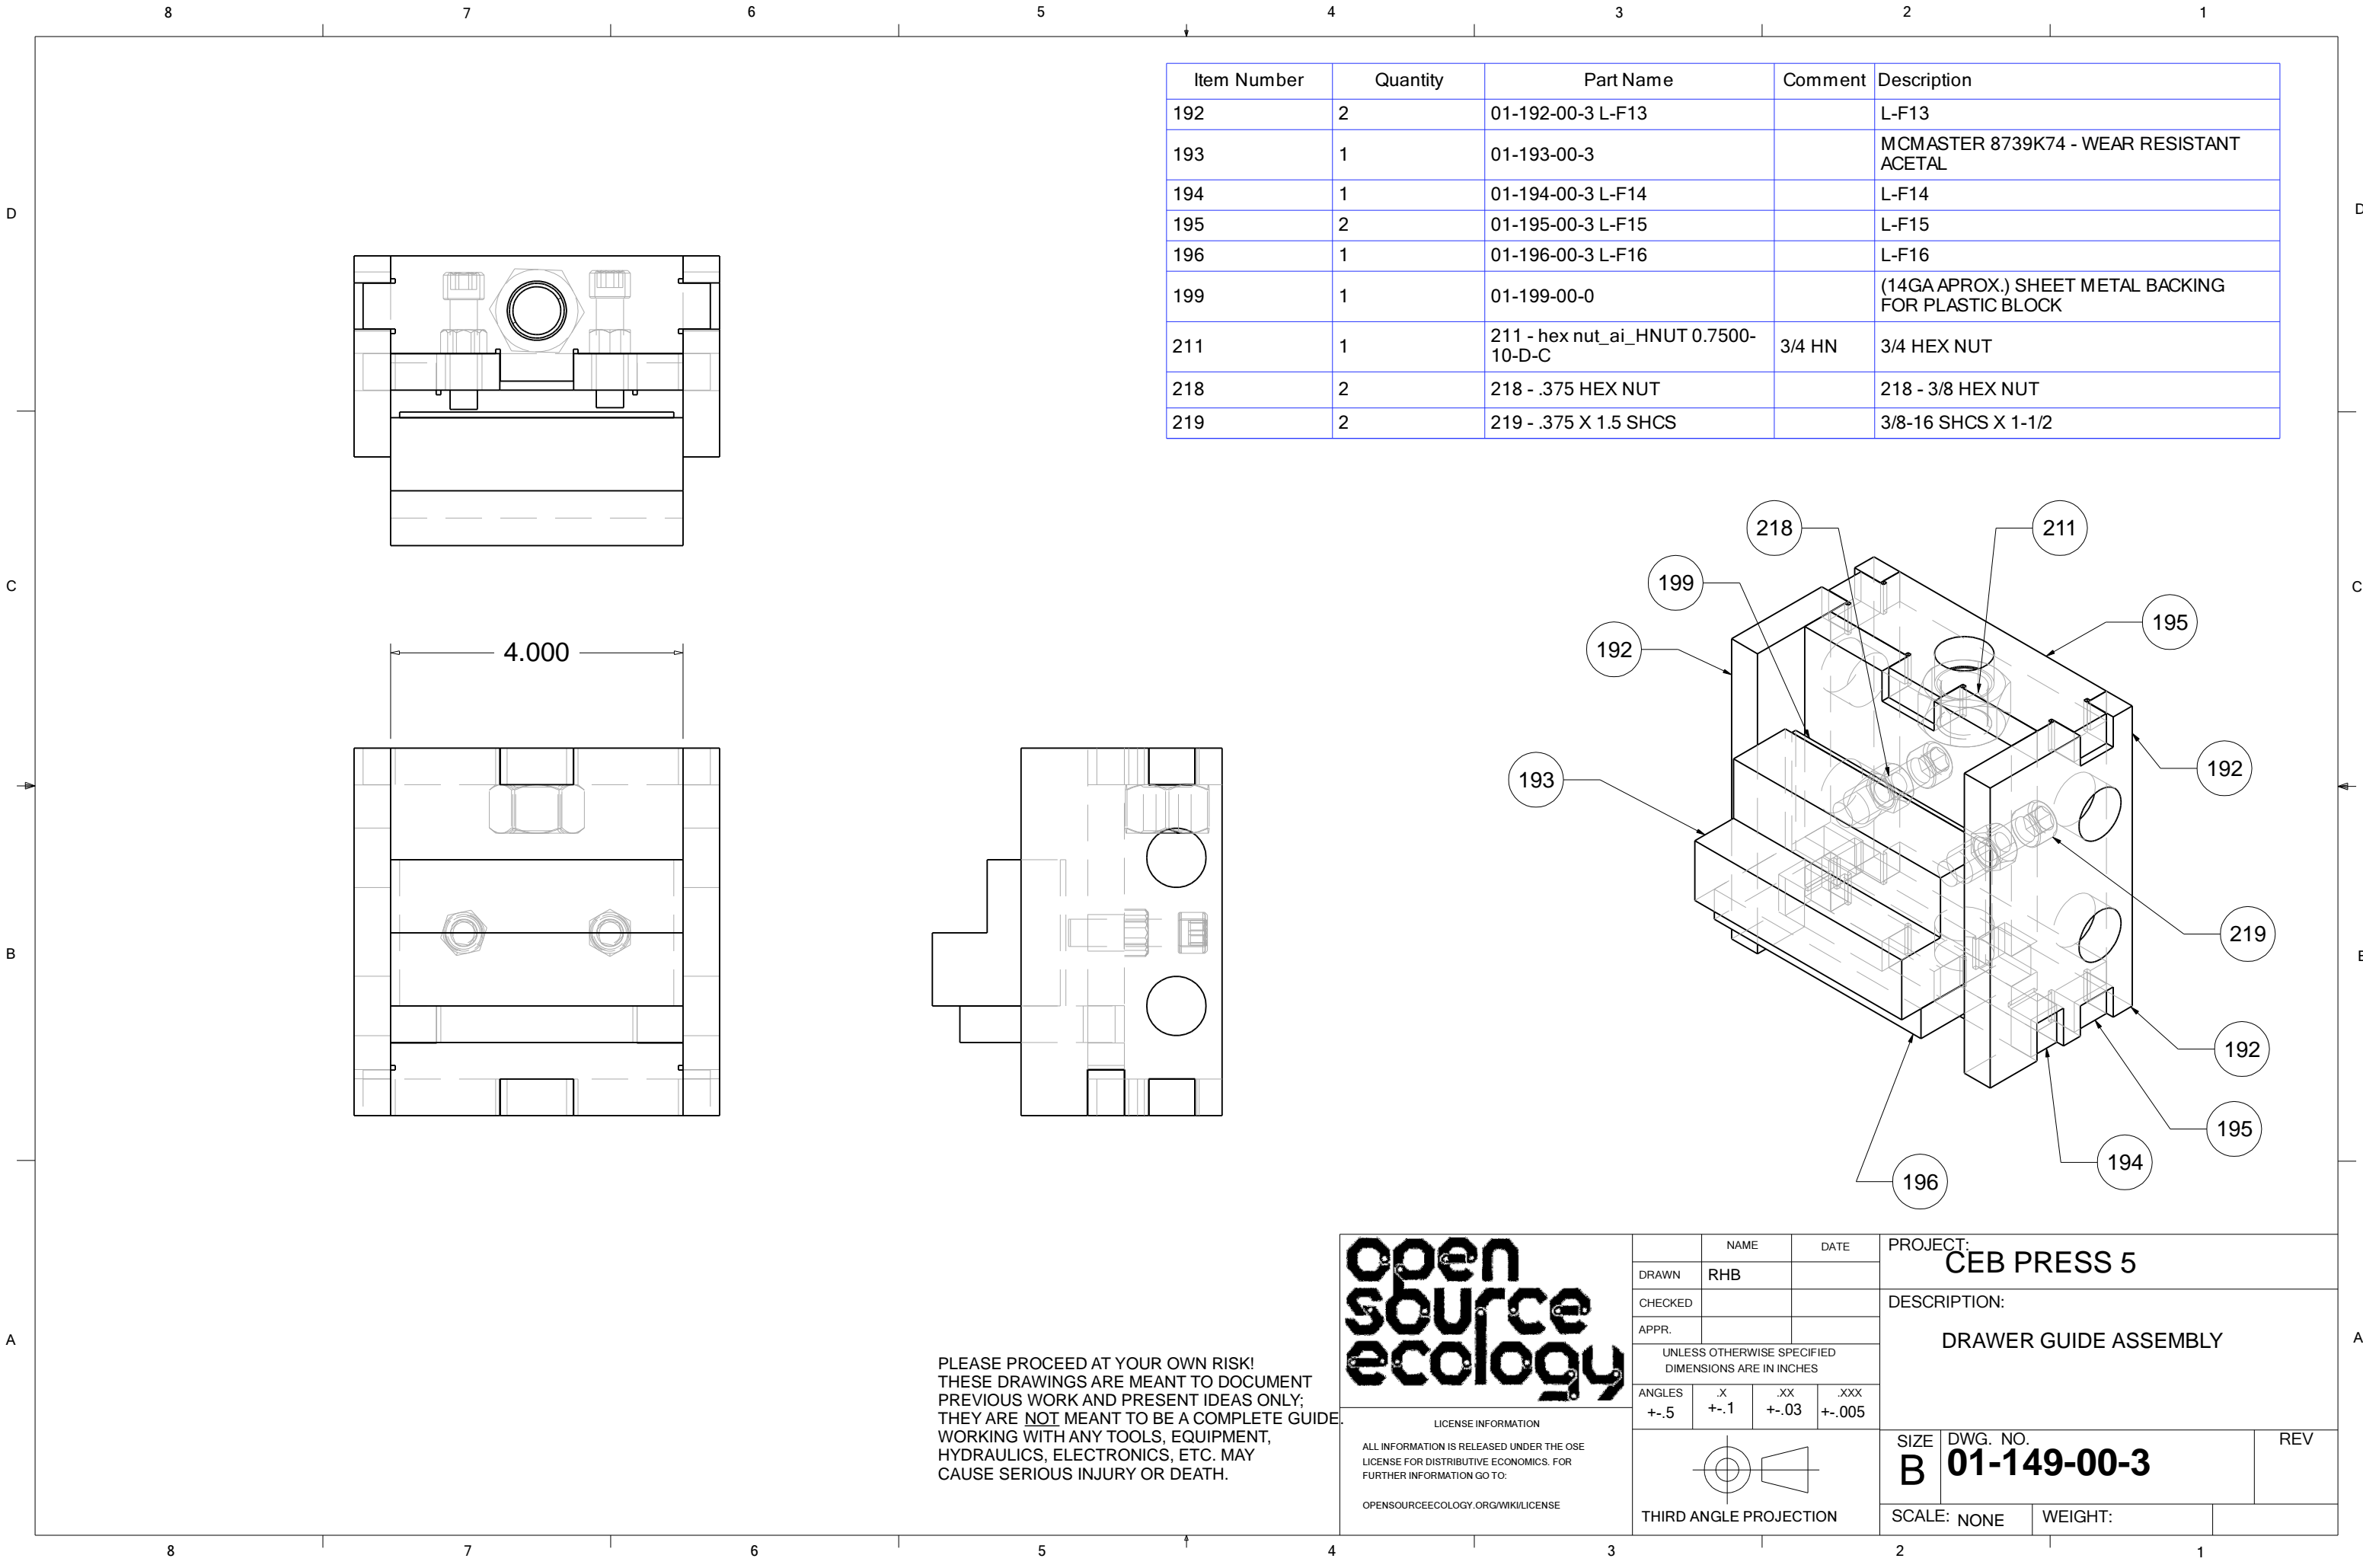 8 7 6 5 4 3 2 1
Item Number Quantity Part Name Comment Description
192 2 01-192-00-3 L-F13 L-F13
193 1 01-193-00-3 MCMASTER 8739K74 - WEAR RESISTANT
ACETAL
194 1 01-194-00-3 L-F14 L-F14
195 2 01-195-00-3 L-F15 L-F15
196 1 01-196-00-3 L-F16 L-F16
199 1 01-199-00-0 (14GA APROX.) SHEET METAL BACKING
FOR PLASTIC BLOCK
211 1 211 - hex nut_ai_HNUT 0.7500-
10-D-C 3/4 HN 3/4 HEX NUT
218 2 218 - .375 HEX NUT 218 - 3/8 HEX NUT
219 2 219 - .375 X 1.5 SHCS 3/8-16 SHCS X 1-1/2
D D
C C
B B
A A
4.000
218
211
199
195
192
192
193
219
192
195
194
196
PLEASE PROCEED AT YOUR OWN RISK!
THESE DRAWINGS ARE MEANT TO DOCUMENT
PREVIOUS WORK AND PRESENT IDEAS ONLY;
THEY ARE NOT MEANT TO BE A COMPLETE GUIDE.
WORKING WITH ANY TOOLS, EQUIPMENT,
HYDRAULICS, ELECTRONICS, ETC. MAY
CAUSE SERIOUS INJURY OR DEATH.
open
source
ecology
LICENSE INFORMATION
ALL INFORMATION IS RELEASED UNDER THE OSE
LICENSE FOR DISTRIBUTIVE ECONOMICS. FOR
FURTHER INFORMATION GO TO:
OPENSOURCEECOLOGY.ORG/WIKI/LICENSE
NAME DATE
DRAWN RHB
CHECKED
APPR.
UNLESS OTHERWISE SPECIFIED
DIMENSIONS ARE IN INCHES
ANGLES .X .XX .XXX
+-.5 +-.1 +-.03 +-.005
THIRD ANGLE PROJECTION
PROJECT:
CEB PRESS 5
DESCRIPTION:
DRAWER GUIDE ASSEMBLY
SIZE DWG. NO. REV
B 01-149-00-3
SCALE: NONE WEIGHT:
8 7 6 5 4 3 2 1